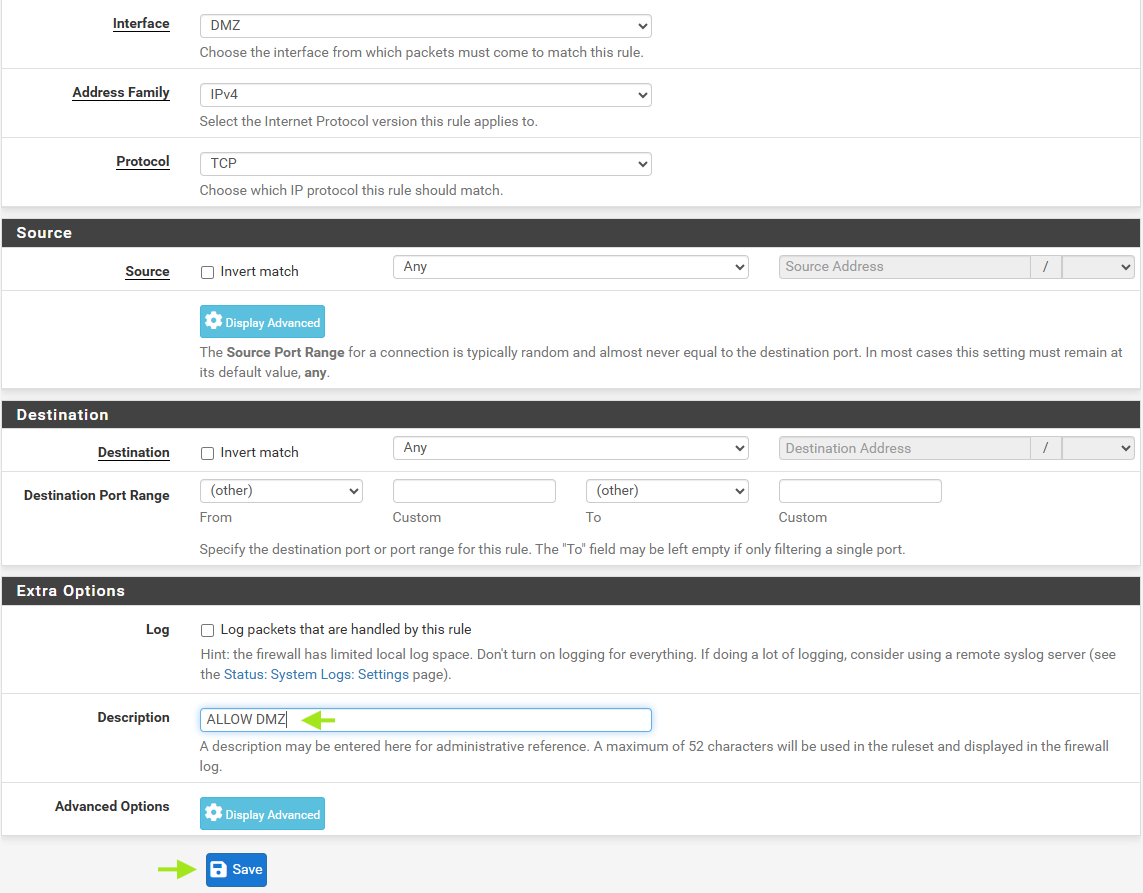 Interface
DMZ
Choose the interface from which packets must come to match this rule.
Address Family
IPv4
Select the Internet Protocol version this rule applies to.
Protocol
TCP
Choose which IP protocol this rule should match.
Source
Source Invert match Any Source Address /
Display Advanced
The Source Port Range for a connection is typically random and almost never equal to the destination port. In most cases this setting must remain at
its default value, any.
Destination
Destination Invert match Any Destination Address /
Destination Port Range (other) (other)
From Custom To Custom
Specify the destination port or port range for this rule. The "To" field may be left empty if only filtering a single port.
Extra Options
Log Log packets that are handled by this rule
Hint: the firewall has limited local log space. Don't turn on logging for everything. If doing a lot of logging, consider using a remote syslog server (see
the Status: System Logs: Settings page).
Description ALLOW DMZ
A description may be entered here for administrative reference. A maximum of 52 characters will be used in the ruleset and displayed in the firewall
log.
Advanced Options Display Advanced
Save